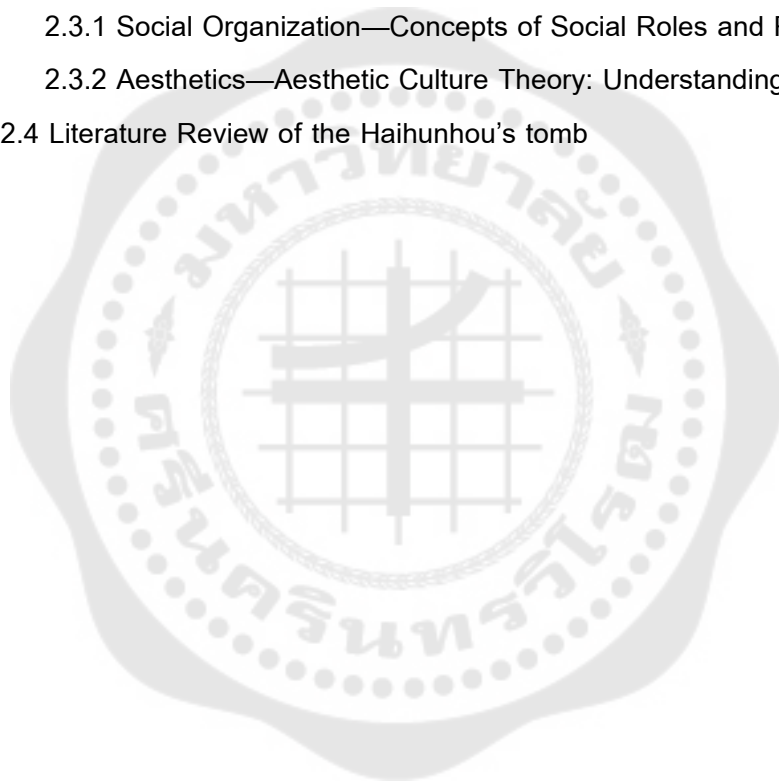 2.3.1 Social Organization—Concepts of Social Roles and
2.3.2 Aesthetics—Aesthetic Culture Theory: Understanding
2.4 Literature Review of the Haihunhou’s tomb
มหาวิทยาลัย
ศรีนครินทรวิโรฒ